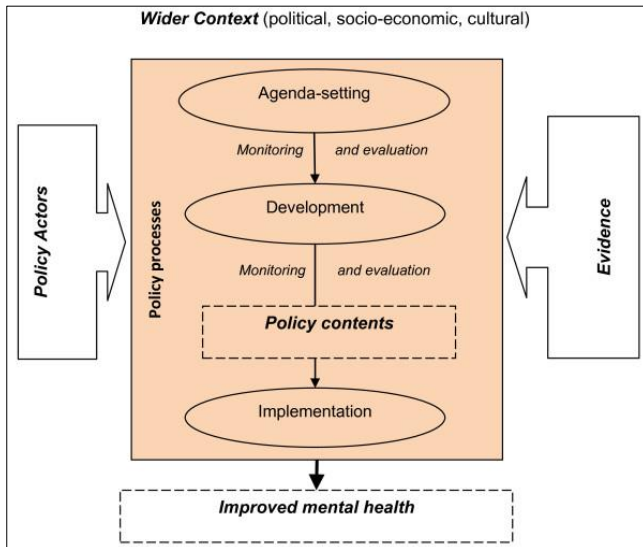 Wider Context (political, socio-economic, cultural)
Agenda-setting
Monitoring and evaluation
Development
Monitoring and evaluation
Policy contents
Implementation
Policy processes
Policy Actors
Evidence
Improved mental health